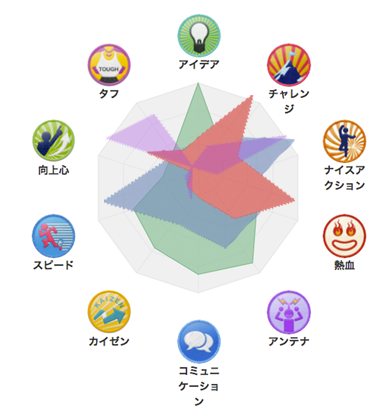 アイデア
TOUGH
タフ
チャレン
ジ
向上心
ナイスア
クション
スピード
熱血
KAIZEN
カイゼン
アンテナ
コミュニ
ケーショ
ン